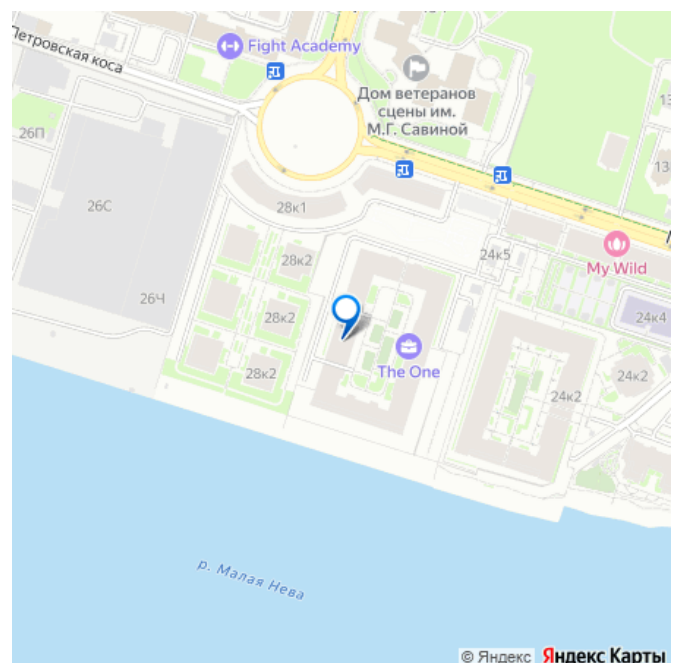 Петровская коса
Fight Academy
Дом ветеранов
сцены им.
М.Г. Савиной
26П
13
26С
28к1
My Wild
28к2
24к5
26Ч
28к2
24к4
The One
28к2
24к2
24к2
р. Малая Нева
© Яндекс Яндекс Карты